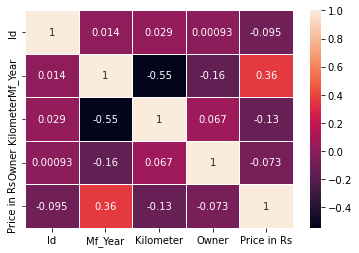 Id 1 0.014 0.029 0.00093 -0.095
Mf_Year 0.014 1 -0.55 -0.16 0.36
Kilometer 0.029 -0.55 1 0.067 -0.13
Owner 0.00093 -0.16 0.067 1 -0.073
Price in Rs -0.095 0.36 -0.13 -0.073 1
Id Mf_Year Kilometer Owner Price in Rs
1.0
0.8
0.6
0.4
0.2
0.0
-0.2
-0.4